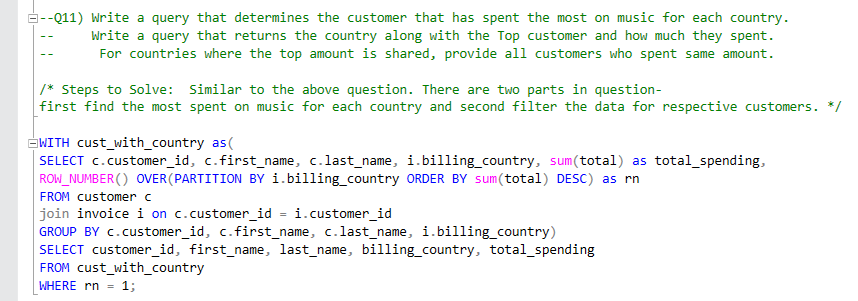 --Q11) Write a query that determines the customer that has spent the most on music for each country.
--     Write a query that returns the country along with the Top customer and how much they spent.
--      For countries where the top amount is shared, provide all customers who spent same amount.
/* Steps to Solve:  Similar to the above question. There are two parts in question-
first find the most spent on music for each country and second filter the data for respective customers. */
WITH cust_with_country as(
SELECT c.customer_id, c.first_name, c.last_name, i.billing_country, sum(total) as total_spending,
ROW_NUMBER() OVER(PARTITION BY i.billing_country ORDER BY sum(total) DESC) as rn
FROM customer c
join invoice i on c.customer_id = i.customer_id
GROUP BY c.customer_id, c.first_name, c.last_name, i.billing_country)
SELECT customer_id, first_name, last_name, billing_country, total_spending
FROM cust_with_country
WHERE rn = 1;